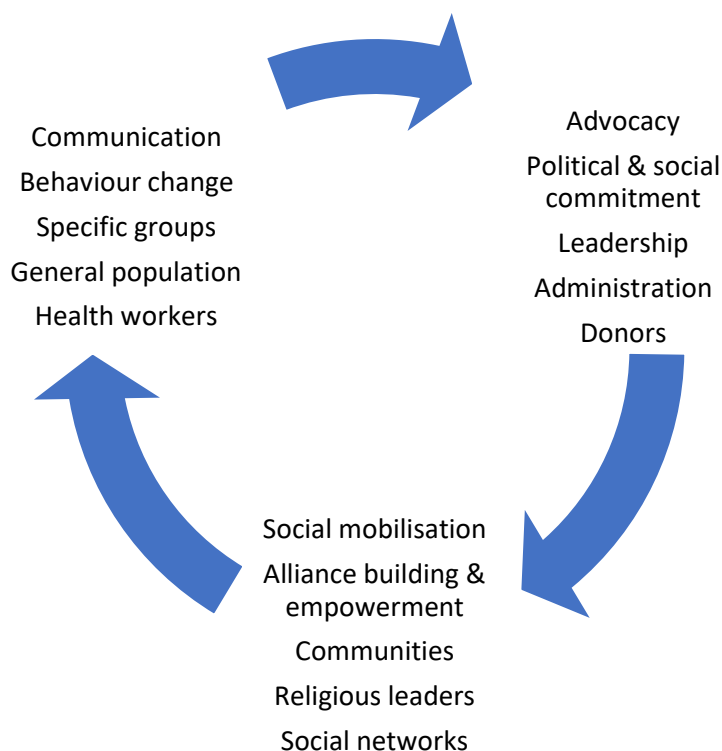 Communication
Behaviour change
Specific groups
General population
Health workers
Advocacy
Political & social
commitment
Leadership
Administration
Donors
Social mobilisation
Alliance building &
empowerment
Communities
Religious leaders
Social networks